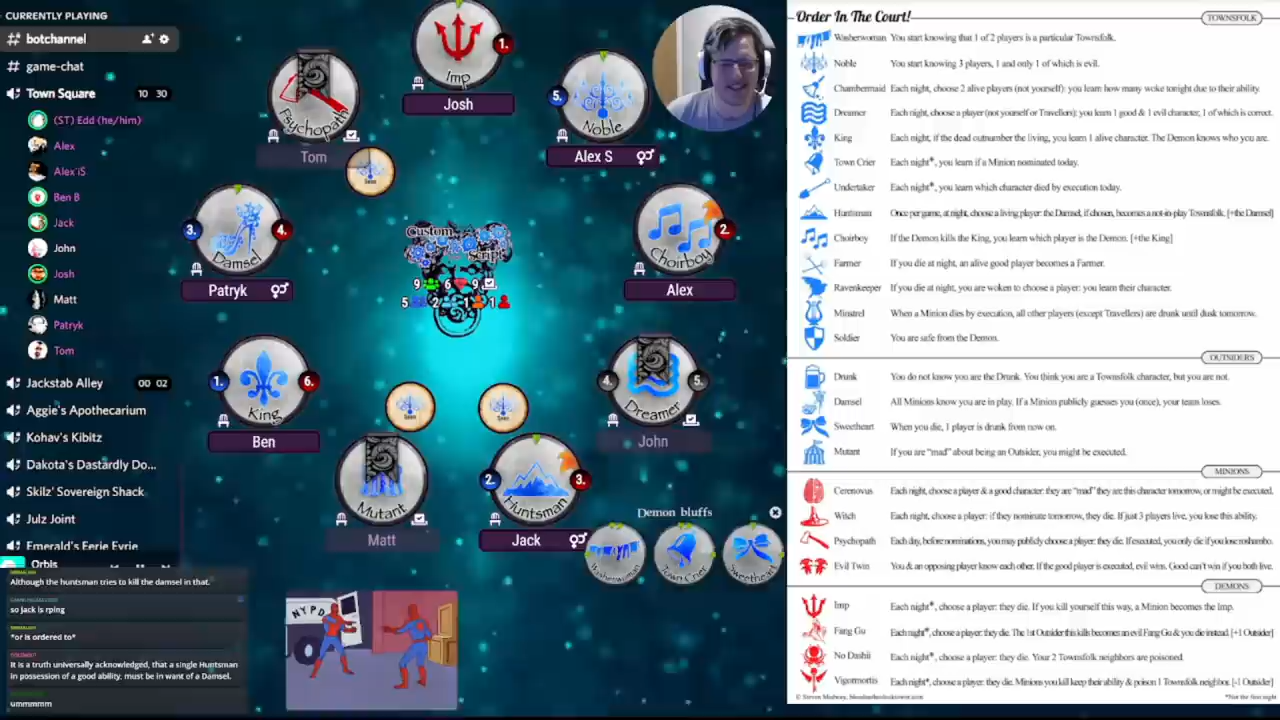 CURRENTLY PLAYING
# botchannel
# game-chat
Town Square
(ST) Edd (he/him)
Alex
Ben B
Jack
John
Josh
Matt
Patryk
Tom
Jackstab Alley
Aggie's Apothecarium
Kohav's Kibitz
Skilz' Sovereign Brie
Julz' Joint
Emerald's Eyrie
Orbis
Although the huntsman tries to kill the damsel in that.
so jack is rping
*or is ordered to*
It is a truth universally acknowledged, that a single Huntsman
in possession of a good gun must be in want of a Damsel.
ummmmm
NYPD
Imp
1.
Josh
Tom
5.
Noble
Alex S
3.
4.
Damsel
Patryk
2.
Choirboy
Alex
Custom
Script
1.
6.
King
Ben
4.
5.
Dreamer
John
Mutant
Matt
2.
3.
Huntsman
Jack
Demon bluffs
Order In The Court!
TOWNSFOLK
Washerwoman You start knowing that 1 of 2 players is a particular Townsfolk.
Noble You start knowing 3 players, 1 and only 1 of which is evil.
Chambermaid Each night, choose 2 alive players (not yourself): you learn how many woke tonight due to their ability.
Dreamer Each night, choose a player (not yourself or Travellers): you learn 1 good & 1 evil character, 1 of which is correct.
King Each night, if the dead outnumber the living, you learn 1 alive character. The Demon knows who you are.
Town Crier Each night*, you learn if a Minion nominated today.
Undertaker Each night*, you learn which character died by execution today.
Huntsman Once per game, at night, choose a living player: the Damsel, if chosen, becomes a not-in-play Townsfolk. [+the Damsel]
Choirboy If the Demon kills the King, you learn which player is the Demon. [+the King]
Farmer If you die at night, an alive good player becomes a Farmer.
Ravenkeeper If you die at night, you are woken to choose a player: you learn their character.
Minstrel When a Minion dies by execution, all other players (except Travellers) are drunk until dusk tomorrow.
Soldier You are safe from the Demon.
OUTSIDERS
Drunk You do not know you are the Drunk. You think you are a Townsfolk character, but you are not.
Damsel All Minions know you are in play. If a Minion publicly guesses you (once), your team loses.
Sweetheart When you die, 1 player is drunk from now on.
Mutant If you are "mad" about being an Outsider, you might be executed.
MINIONS
Cerenovus Each night, choose a player & a good character: they are "mad" they are this character tomorrow, or might be executed.
Witch Each night, choose a player: if they nominate tomorrow, they die. If just 3 players live, you lose this ability.
Psychopath Each day, before nominations, you may publicly choose a player: they die. If executed, you only die if you lose roshambo.
Evil Twin You & an opposing player know each other. If the good player is executed, evil wins. Good can't win if you both live.
DEMONS
Imp Each night*, choose a player: they die. If you kill yourself this way, a Minion becomes the Imp.
Fang Gu Each night*, choose a player: they die. The 1st Outsider this kills becomes an evil Fang Gu & you die instead. [+1 Outsider]
No Dashii Each night*, choose a player: they die. Your 2 Townsfolk neighbors are poisoned.
Vigormortis Each night*, choose a player: they die. Minions you kill keep their ability & poison 1 Townsfolk neighbor. [-1 Outsider]
© Steven Medway, bloodontheclocktower.com
*Not the first night